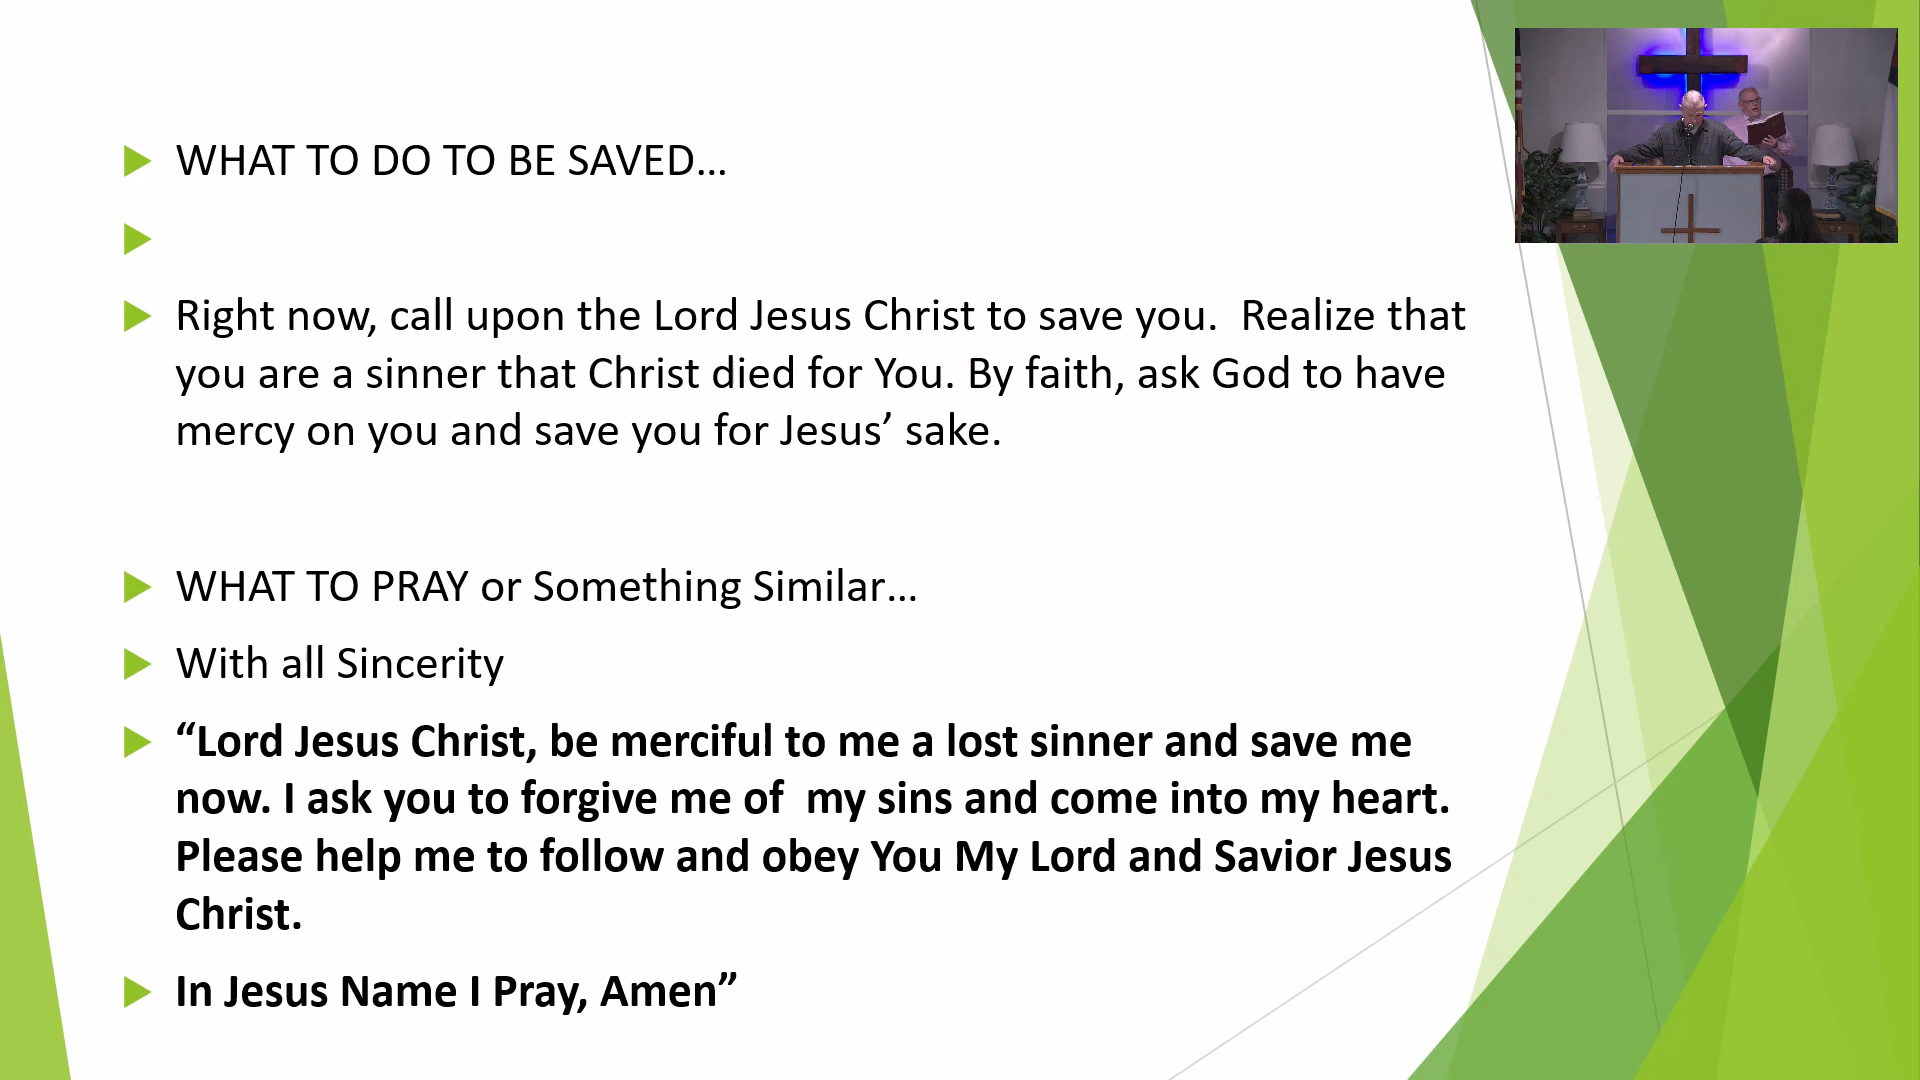 WHAT TO DO TO BE SAVED...
Right now, call upon the Lord Jesus Christ to save you.  Realize that
you are a sinner that Christ died for You. By faith, ask God to have
mercy on you and save you for Jesus’ sake.
WHAT TO PRAY or Something Similar...
With all Sincerity
“Lord Jesus Christ, be merciful to me a lost sinner and save me
now. I ask you to forgive me of  my sins and come into my heart.
Please help me to follow and obey You My Lord and Savior Jesus
Christ.
In Jesus Name I Pray, Amen”